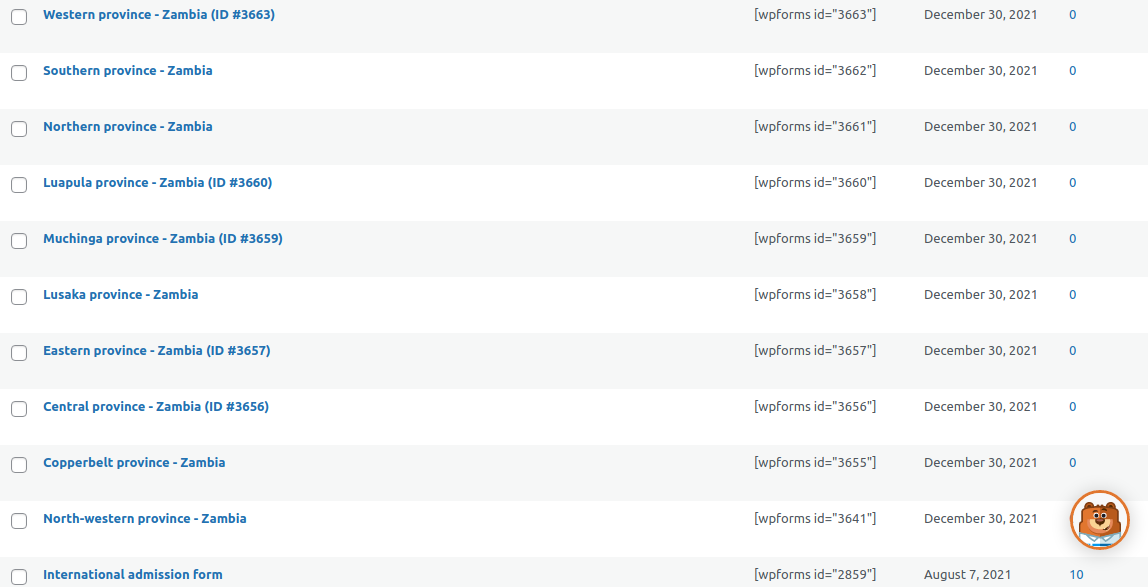 Western province - Zambia (ID #3663) [wpforms id="3663"] December 30, 2021 0
Southern province - Zambia [wpforms id="3662"] December 30, 2021 0
Northern province - Zambia [wpforms id="3661"] December 30, 2021 0
Luapula province - Zambia (ID #3660) [wpforms id="3660"] December 30, 2021 0
Muchinga province - Zambia (ID #3659) [wpforms id="3659"] December 30, 2021 0
Lusaka province - Zambia [wpforms id="3658"] December 30, 2021 0
Eastern province - Zambia (ID #3657) [wpforms id="3657"] December 30, 2021 0
Central province - Zambia (ID #3656) [wpforms id="3656"] December 30, 2021 0
Copperbelt province - Zambia [wpforms id="3655"] December 30, 2021 0
North-western province - Zambia [wpforms id="3641"] December 30, 2021
International admission form [wpforms id="2859"] August 7, 2021 10